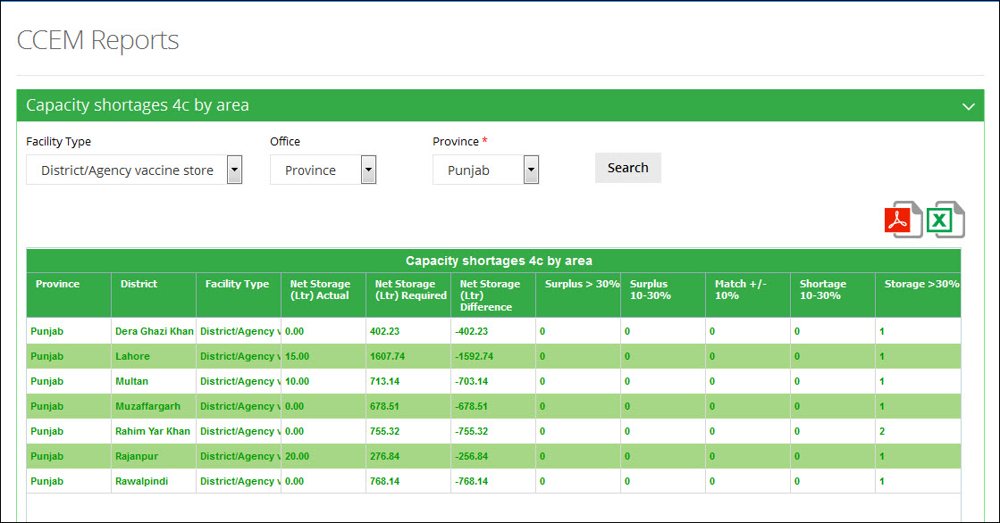 CCEM Reports
Capacity shortages 4c by area
Facility Type Office Province *
District/Agency vaccine store Province Punjab Search
Capacity shortages 4c by area
Province District Facility Type Net Storage (Ltr) Actual Net Storage (Ltr) Required Net Storage (Ltr) Difference Surplus > 30% Surplus 10-30% Match +/- 10% Shortage 10-30% Storage >30%
Punjab Dera Ghazi Khan District/Agency v 0.00 402.23 -402.23 0 0 0 0 1
Punjab Lahore District/Agency v 15.00 1607.74 -1592.74 0 0 0 0 1
Punjab Multan District/Agency v 10.00 713.14 -703.14 0 0 0 0 1
Punjab Muzaffargarh District/Agency v 0.00 678.51 -678.51 0 0 0 0 1
Punjab Rahim Yar Khan District/Agency v 0.00 755.32 -755.32 0 0 0 0 2
Punjab Rajanpur District/Agency v 20.00 276.84 -256.84 0 0 0 0 1
Punjab Rawalpindi District/Agency v 0.00 768.14 -768.14 0 0 0 0 1